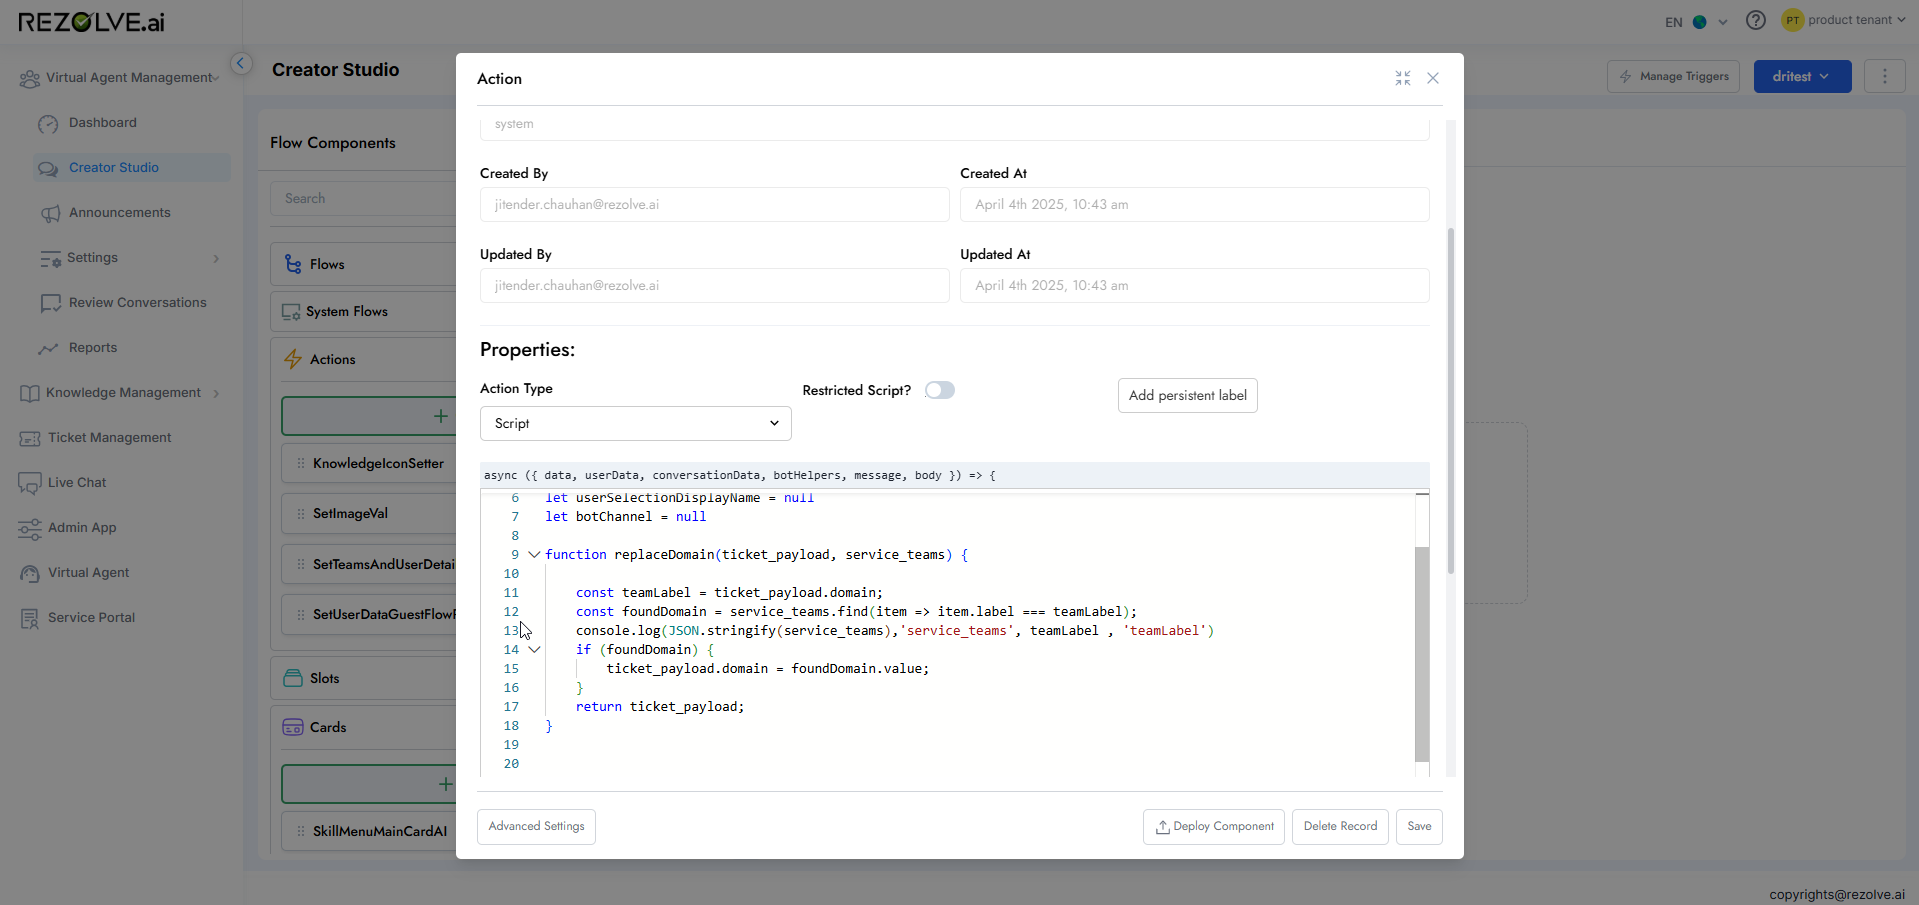 REZOLVE.ai
EN
product tenant
PT
Virtual Agent Management
Dashboard
Creator Studio
Announcements
Settings
Review Conversations
Reports
Knowledge Management
Ticket Management
Live Chat
Admin App
Virtual Agent
Service Portal
Creator Studio
Manage Triggers
dritest
Flow Components
Search
Flows
System Flows
Actions
KnowledgeIconSetter
SetImageVal
SetTeamsAndUserDetai
SetUserDataGuestFlow
Slots
Cards
SkillMenuMainCardAI
Action
system
Created By
Created At
jitender.chauhan@rezolve.ai
April 4th 2025, 10:43 am
Updated By
Updated At
jitender.chauhan@rezolve.ai
April 4th 2025, 10:43 am
Properties:
Action Type
Restricted Script?
Add persistent label
Script
async ({ data, userData, conversationData, botHelpers, message, body }) => {
6 let userSelectionDisplayName = null
7 let botChannel = null
8
9 function replaceDomain(ticket_payload, service_teams) {
10
11 const teamLabel = ticket_payload.domain;
12 const foundDomain = service_teams.find(item => item.label === teamLabel);
13 console.log(JSON.stringify(service_teams),'service_teams', teamLabel , 'teamLabel')
14 if (foundDomain) {
15 ticket_payload.domain = foundDomain.value;
16 }
17 return ticket_payload;
18 }
19
20
Advanced Settings
Deploy Component
Delete Record
Save
copyrights@rezolve.ai